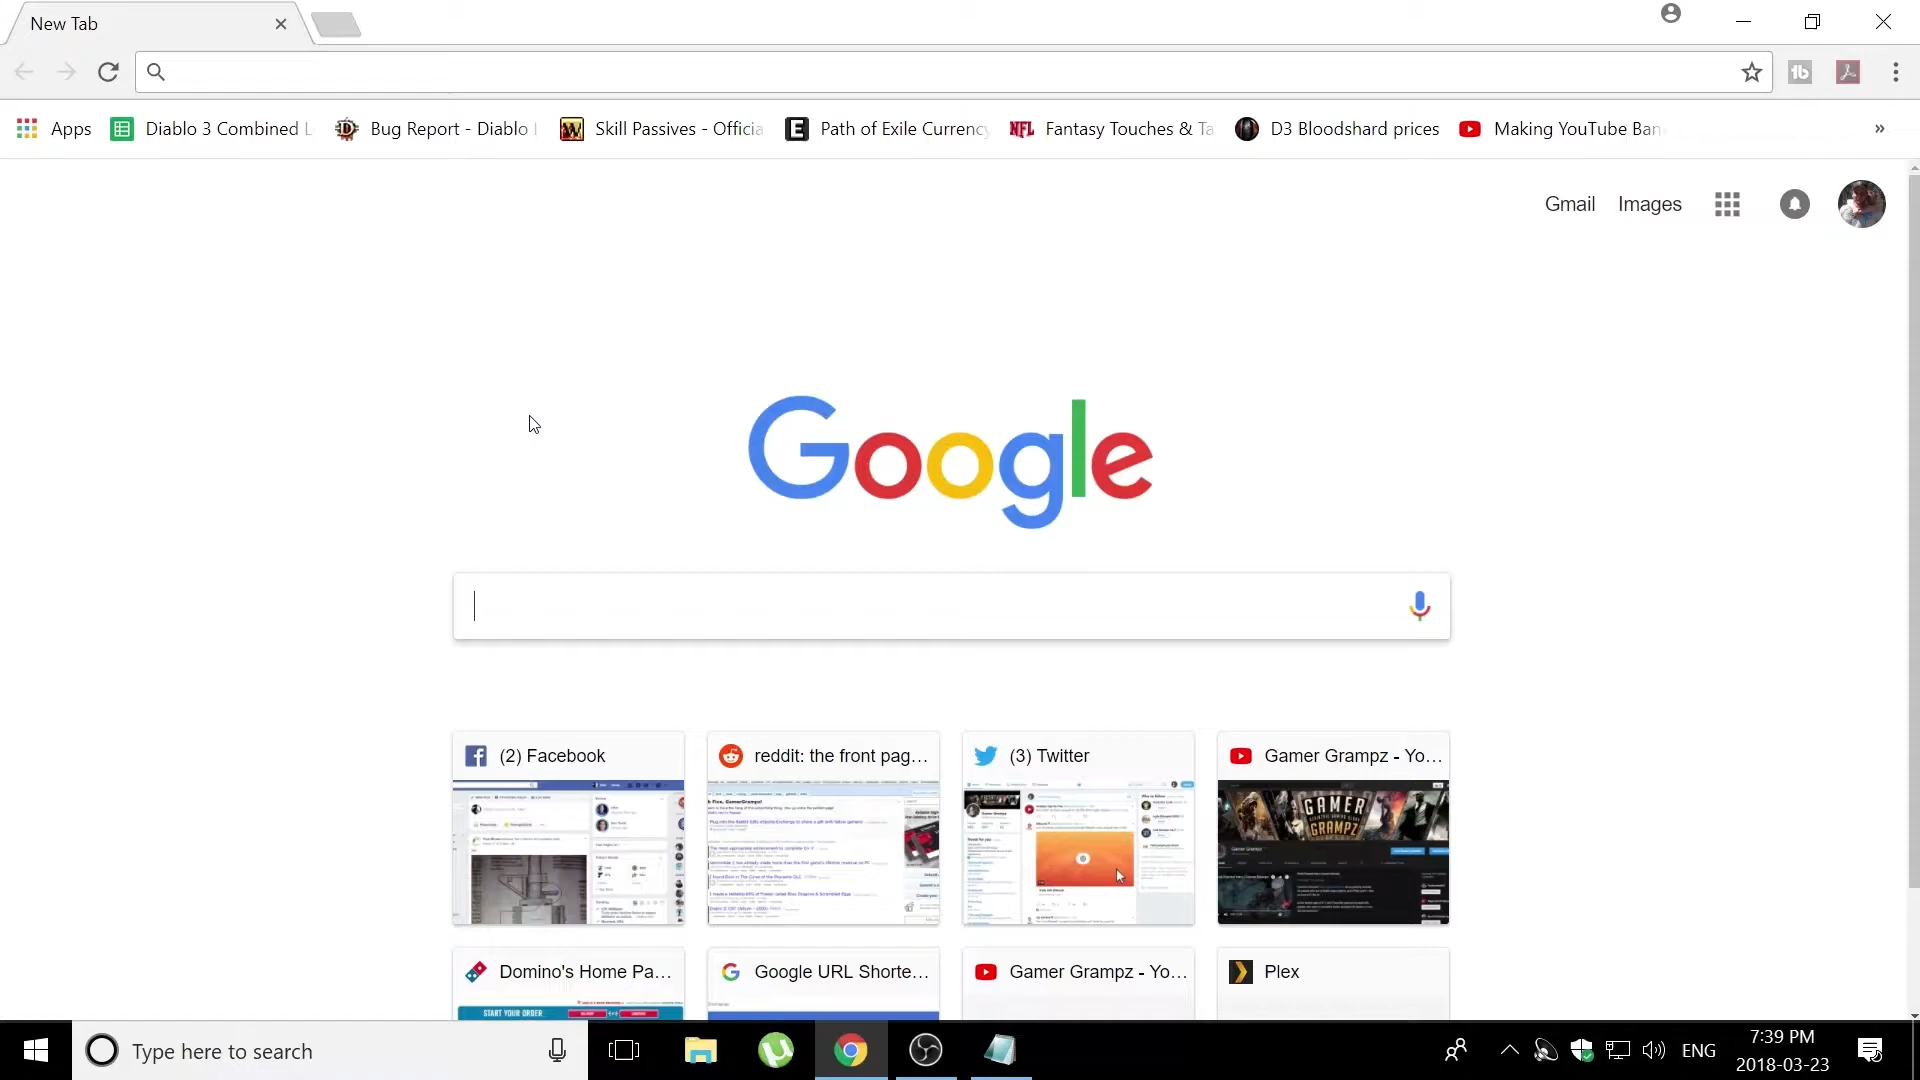 New Tab
Apps
Diablo 3 Combined L
Bug Report - Diablo
Skill Passives - Officia
Path of Exile Currency
NFL
Fantasy Touches & Ta
D3 Bloodshard prices
Making YouTube Ban
»
Gmail
Images
Google
(2) Facebook
reddit: the front pag...
(3) Twitter
Gamer Grampz - Yo...
GAMER
GRAMPZ
Domino's Home Pa...
Google URL Shorte...
Gamer Grampz - Yo...
Plex
START YOUR ORDER
Type here to search
ENG
7:39 PM
2018-03-23